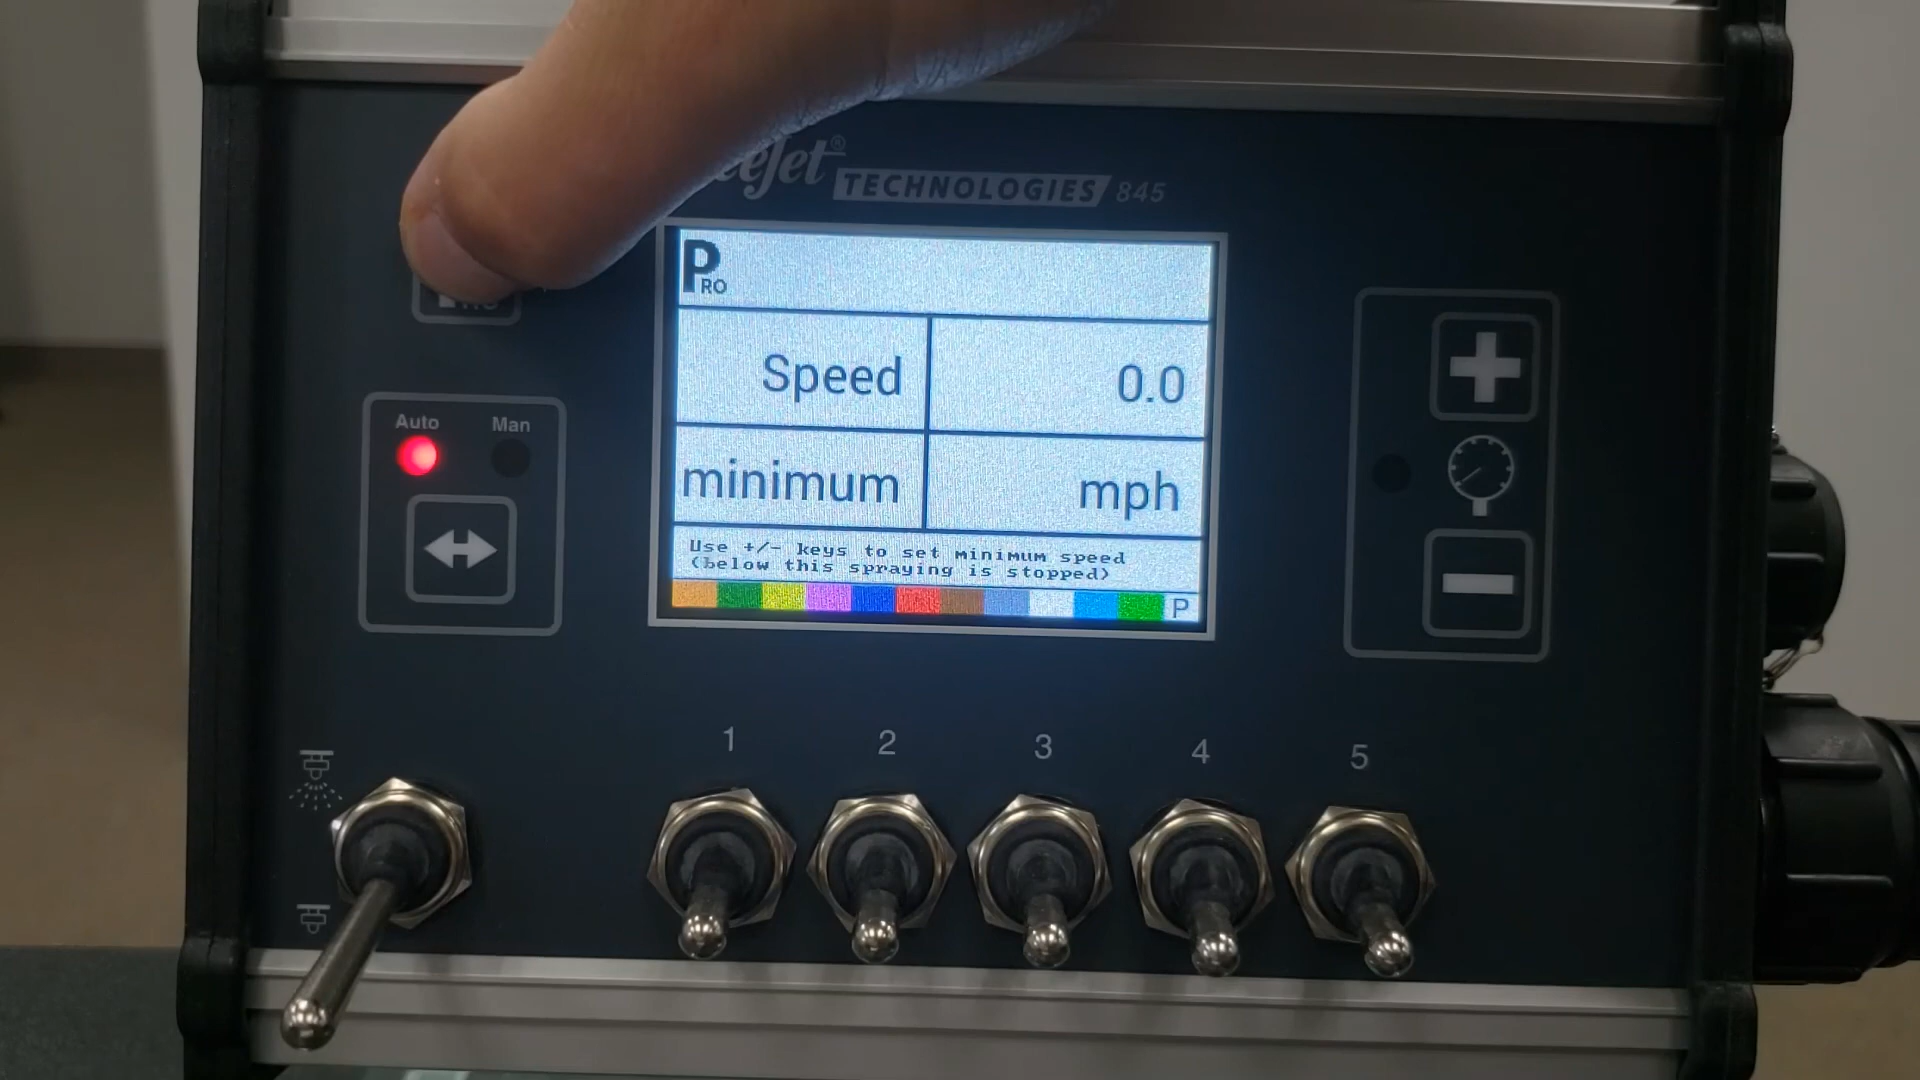 TECHNOLOGIES 845
PRO
Speed 0.0
minimum mph
Use +/- keys to set minimum speed
(below this spraying is stopped)
P
Auto Man
1 2 3 4 5